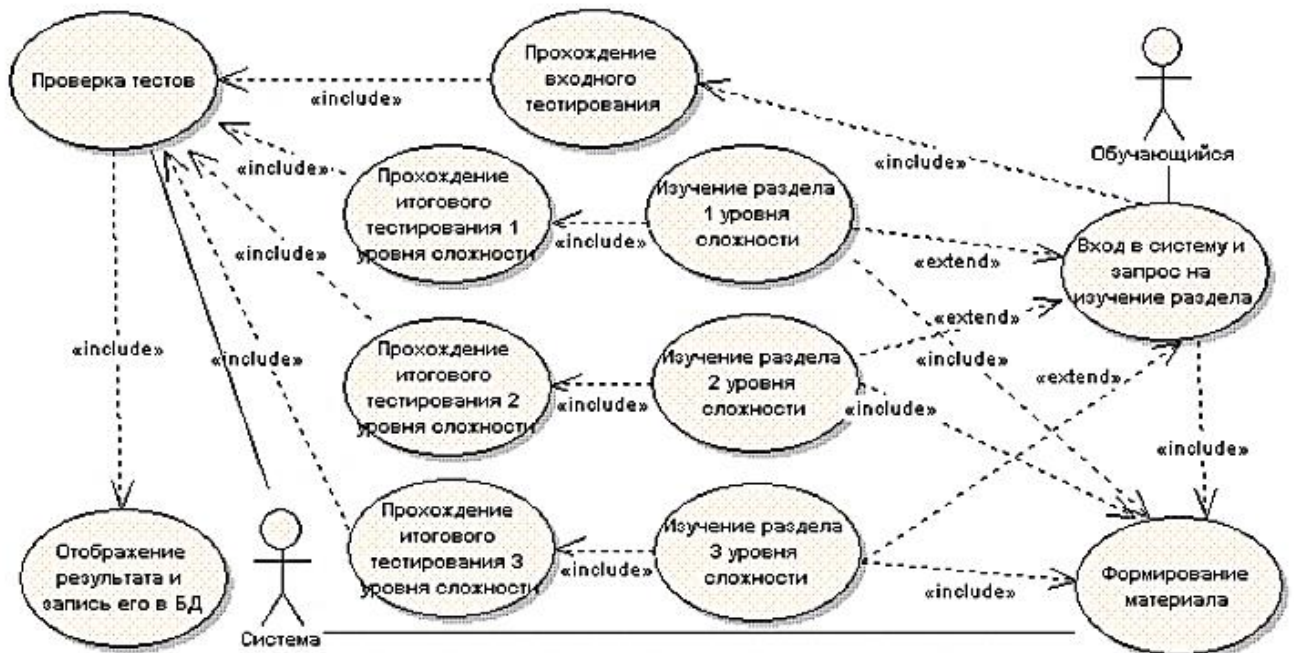 Проверка тестов
«include»
Прохождение
входного
тестирования
Обучающийся
«include»
«include»
Прохождение
итогового
тестирования 1
уровня сложности
«include»
Изучение раздела
1 уровня
сложности
«extend»
Вход в систему и
запрос на
изучение раздела
«include»
«include»
Прохождение
итогового
тестирования 2
уровня сложности
«include»
Изучение раздела
2 уровня
сложности
«extend»
«include»
«extend»
«include»
«include»
«include»
Отображение
результата и
запись его в БД
Система
Прохождение
итогового
тестирования 3
уровня сложности
«include»
Изучение раздела
3 уровня
сложности
«include»
Формирование
материала